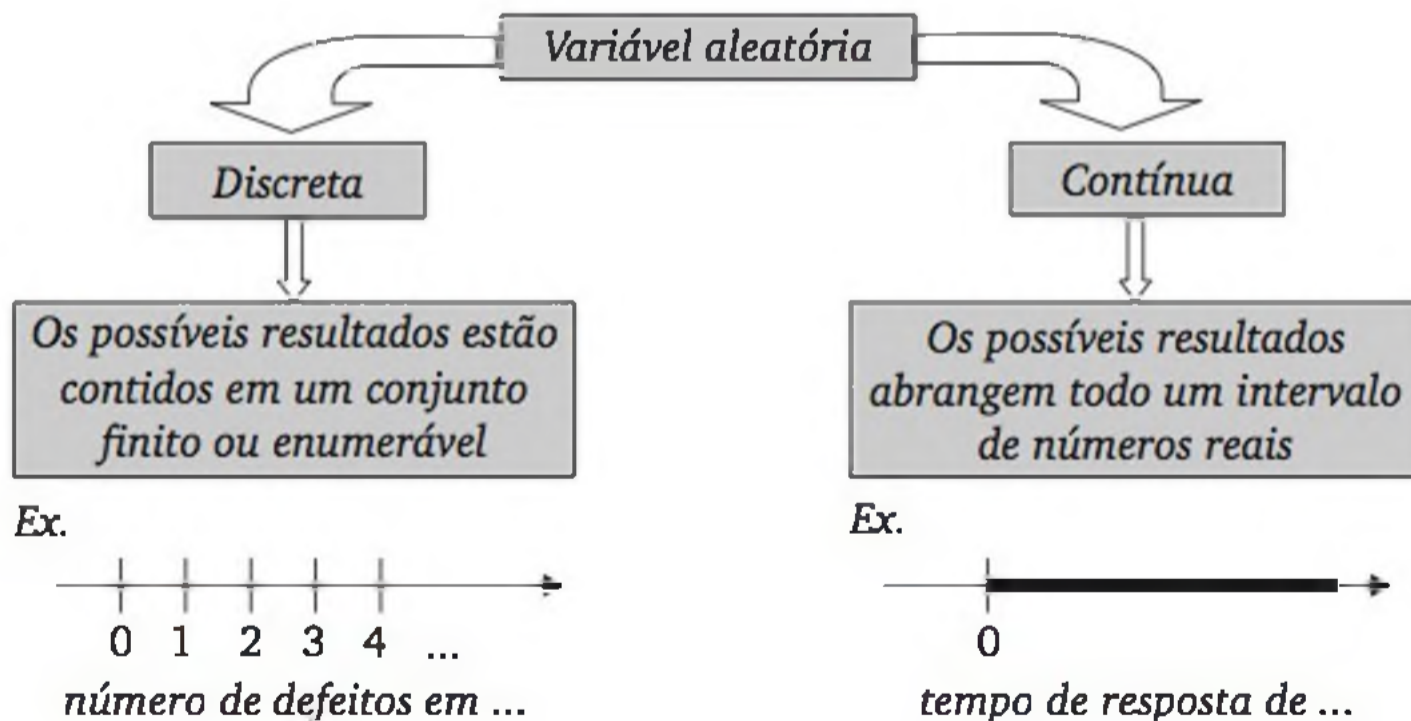 Variável aleatória
Discreta
Contínua
Os possíveis resultados estão
contidos em um conjunto
finito ou enumerável
Os possíveis resultados
abrangem todo um intervalo
de números reais
Ex.
0 1 2 3 4 ...
número de defeitos em ...
Ex.
0
tempo de resposta de ...